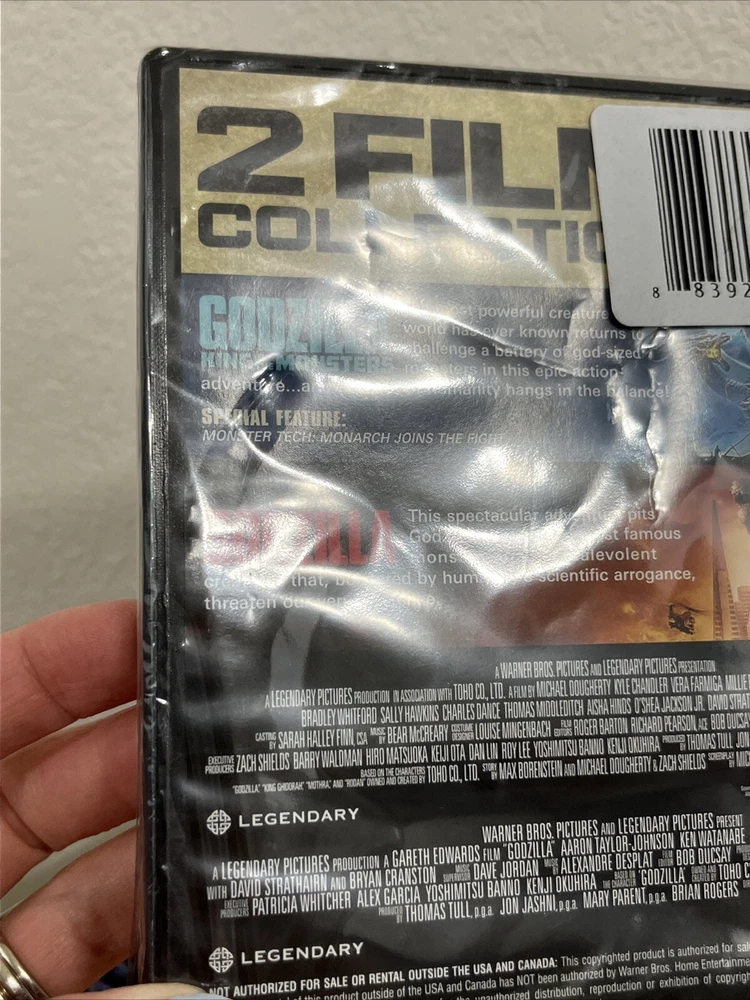 2 FILM
COLLECTION
8 8392
GODZILLA
KING OF THE MONSTERS
powerful creature
world has ever known returns to
challenge a battery of god-sized
monsters in this epic action-
adventure...
humanity hangs in the balance!
SPECIAL FEATURE:
MONSTER TECH: MONARCH JOINS THE FIGHT
GODZILLA
This spectacular adventure pits
famous
malevolent
that, by scientific arrogance,
threaten
A WARNER BROS. PICTURES AND LEGENDARY PICTURES PRESENTATION
A LEGENDARY PICTURES PRODUCTION IN ASSOCIATION WITH TOHO CO., LTD. A FILM BY MICHAEL DOUGHERTY KYLE CHANDLER VERA FARMIGA MILLIE
BRADLEY WHITFORD SALLY HAWKINS CHARLES DANCE THOMAS MIDDLEDITCH AISHA HINDS O'SHEA JACKSON JR. DAVID
CASTING BY SARAH HALLEY FINN, CSA MUSIC BY BEAR McCREARY COSTUME DESIGNER LOUISE MINGENBACH FILM EDITORS ROGER BARTON RICHARD PEARSON, ACE BOB DUCSAY
EXECUTIVE PRODUCERS ZACH SHIELDS BARRY WALDMAN HIRO MATSUOKA KEIJI OTA DAN LIN ROY LEE YOSHIMITSU BANNO KENJI OKUHIRA PRODUCED BY THOMAS TULL
BASED ON THE CHARACTERS "GODZILLA," "KING GHIDORAH," "MOTHRA," AND "RODAN" OWNED AND CREATED BY TOHO CO., LTD. STORY BY MAX BORENSTEIN AND MICHAEL DOUGHERTY & ZACH SHIELDS SCREENPLAY BY
LEGENDARY
WARNER BROS. PICTURES AND LEGENDARY PICTURES PRESENT
A LEGENDARY PICTURES PRODUCTION A GARETH EDWARDS FILM "GODZILLA" AARON TAYLOR-JOHNSON KEN WATANABE
WITH DAVID STRATHAIRN AND BRYAN CRANSTON MUSIC SUPERVISOR DAVE JORDAN MUSIC BY ALEXANDRE DESPLAT FILM EDITOR BOB DUCSAY
EXECUTIVE PRODUCERS PATRICIA WHITCHER ALEX GARCIA YOSHIMITSU BANNO KENJI OKUHIRA BASED ON THE CHARACTER "GODZILLA" OWNED AND CREATED BY TOHO
PRODUCED BY THOMAS TULL, p.g.a. JON JASHNI, p.g.a. MARY PARENT, p.g.a. BRIAN ROGERS
LEGENDARY
NOT AUTHORIZED FOR SALE OR RENTAL OUTSIDE THE USA AND CANADA: This copyrighted product is authorized for
of this product outside of the USA and Canada has NOT been authorized by Warner Bros. Home
unauthorized distribution, reproduction or exhibition of